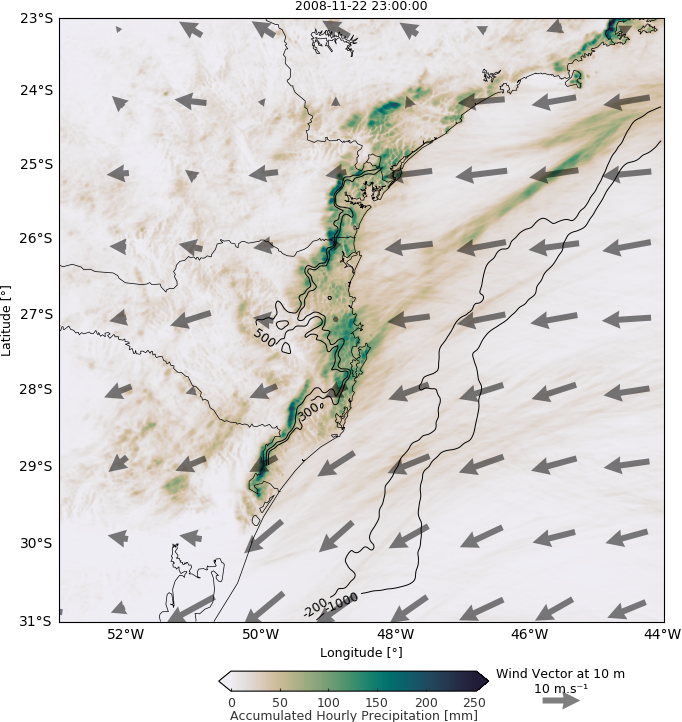 2008-11-22 23:00:00
23°S
24°S
25°S
26°S
27°S
28°S
29°S
30°S
31°S
Latitude [°]
500
300
-200
-1000
52°W
50°W
48°W
46°W
44°W
Longitude [°]
0
50
100
150
200
250
Accumulated Hourly Precipitation [mm]
Wind Vector at 10 m
10 m.s⁻¹